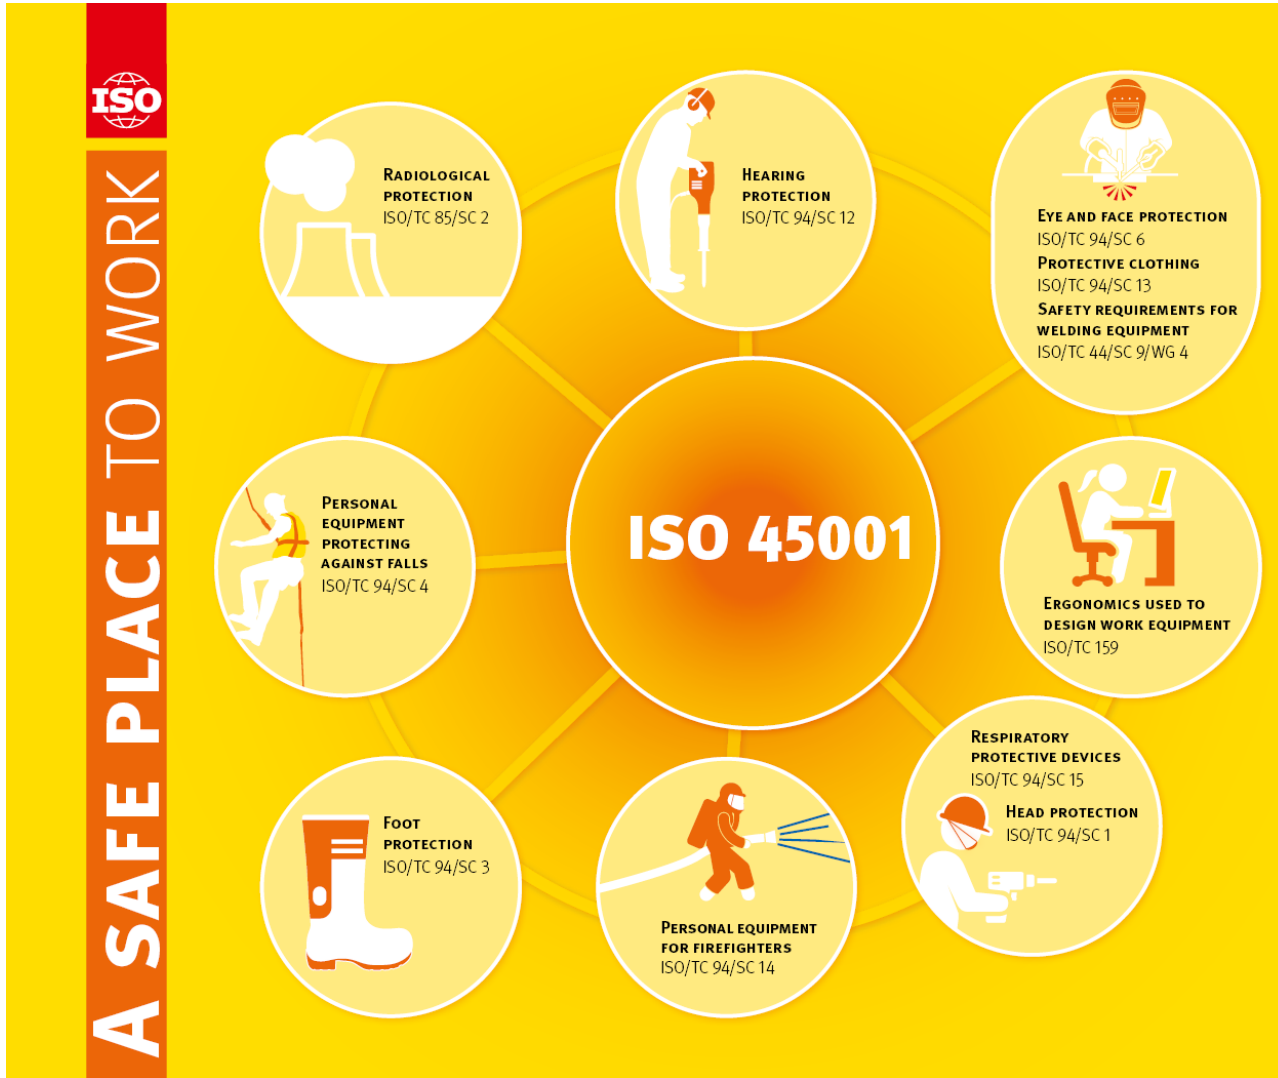 ISO
A SAFE PLACE TO WORK
RADIOLOGICAL
PROTECTION
ISO/TC 85/SC 2
HEARING
PROTECTION
ISO/TC 94/SC 12
EYE AND FACE PROTECTION
ISO/TC 94/SC 6
PROTECTIVE CLOTHING
ISO/TC 94/SC 13
SAFETY REQUIREMENTS FOR
WELDING EQUIPMENT
ISO/TC 44/SC 9/WG 4
PERSONAL
EQUIPMENT
PROTECTING
AGAINST FALLS
ISO/TC 94/SC 4
ISO 45001
ERGONOMICS USED TO
DESIGN WORK EQUIPMENT
ISO/TC 159
FOOT
PROTECTION
ISO/TC 94/SC 3
PERSONAL EQUIPMENT
FOR FIREFIGHTERS
ISO/TC 94/SC 14
RESPIRATORY
PROTECTIVE DEVICES
ISO/TC 94/SC 15
HEAD PROTECTION
ISO/TC 94/SC 1